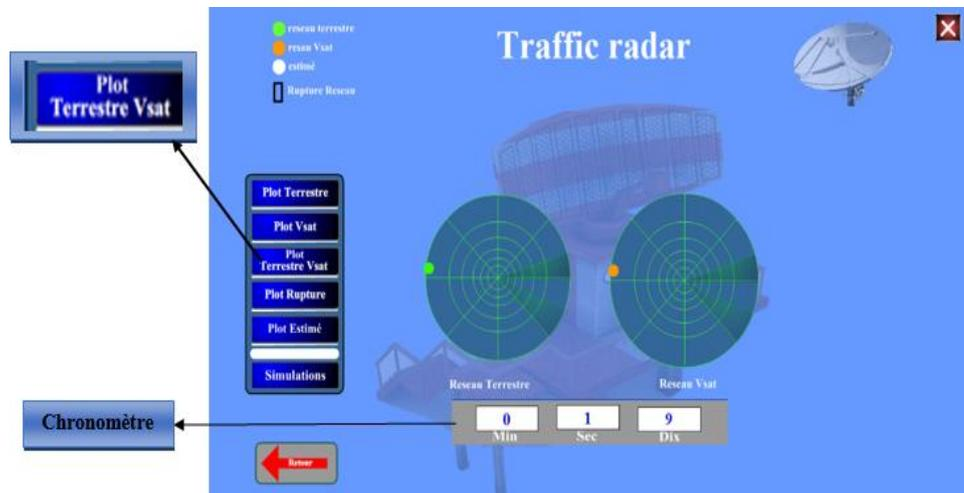 Plot
Terrestre Vsat
reseau terrestre
resau Vsat
estimé
Rupture Reseau
Traffic radar
Plot Terrestre
Plot Vsat
Plot
Terrestre Vsat
Plot Rupture
Plot Estimé
Simulations
Reseau Terrestre
Reseau Vsat
Chronomètre
0
1
9
Min
Sec
Dix
Retour